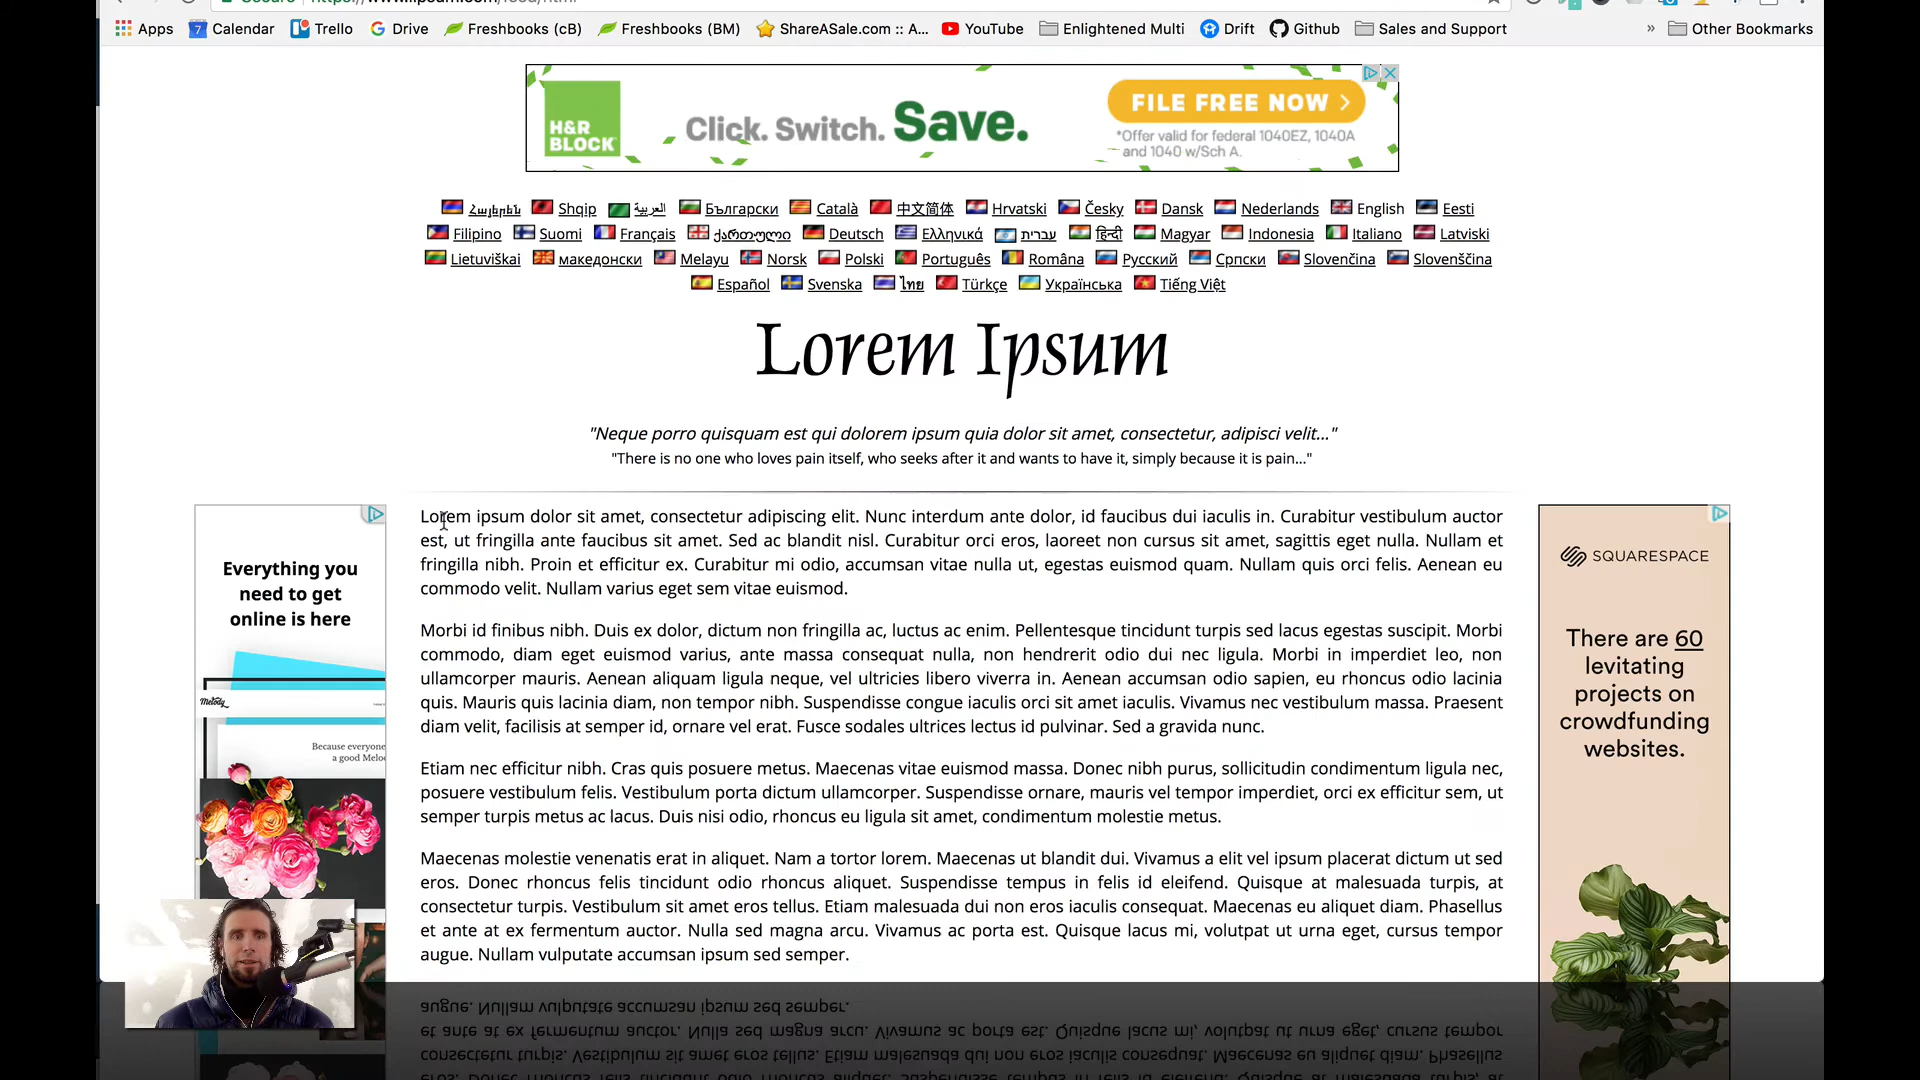 Apps Calendar Trello Drive Freshbooks (cB) Freshbooks (BM) ShareASale.com :: A... YouTube Enlightened Multi Drift Github Sales and Support » Other Bookmarks
H&R BLOCK Click. Switch. Save. FILE FREE NOW >
*Offer valid for federal 1040EZ, 1040A
and 1040 w/Sch A.
Հայերեն Shqip العربية Български Català 中文简体 Hrvatski Česky Dansk Nederlands English Eesti
Filipino Suomi Français ქართული Deutsch Ελληνικά עברית हिन्दी Magyar Indonesia Italiano Latviski
Lietuviškai македонски Melayu Norsk Polski Português Româna Русский Српски Slovenčina Slovenščina
Español Svenska ไทย Türkçe Українська Tiếng Việt
Lorem Ipsum
"Neque porro quisquam est qui dolorem ipsum quia dolor sit amet, consectetur, adipisci velit..."
"There is no one who loves pain itself, who seeks after it and wants to have it, simply because it is pain..."
Everything you
need to get
online is here
Melody
Because everyone
a good
Lorem ipsum dolor sit amet, consectetur adipiscing elit. Nunc interdum ante dolor, id faucibus dui iaculis in. Curabitur vestibulum auctor
est, ut fringilla ante faucibus sit amet. Sed ac blandit nisl. Curabitur orci eros, laoreet non cursus sit amet, sagittis eget nulla. Nullam et
fringilla nibh. Proin et efficitur ex. Curabitur mi odio, accumsan vitae nulla ut, egestas euismod quam. Nullam quis orci felis. Aenean eu
commodo velit. Nullam varius eget sem vitae euismod.
Morbi id finibus nibh. Duis ex dolor, dictum non fringilla ac, luctus ac enim. Pellentesque tincidunt turpis sed lacus egestas suscipit. Morbi
commodo, diam eget euismod varius, ante massa consequat nulla, non hendrerit odio dui nec ligula. Morbi in imperdiet leo, non
ullamcorper mauris. Aenean aliquam ligula neque, vel ultricies libero viverra in. Aenean accumsan odio sapien, eu rhoncus odio lacinia
quis. Mauris quis lacinia diam, non tempor nibh. Suspendisse congue iaculis orci sit amet iaculis. Vivamus nec vestibulum massa. Praesent
diam velit, facilisis at semper id, ornare vel erat. Fusce sodales ultrices lectus id pulvinar. Sed a gravida nunc.
Etiam nec efficitur nibh. Cras quis posuere metus. Maecenas vitae euismod massa. Donec nibh purus, sollicitudin condimentum ligula nec,
posuere vestibulum felis. Vestibulum porta dictum ullamcorper. Suspendisse ornare, mauris vel tempor imperdiet, orci ex efficitur sem, ut
semper turpis metus ac lacus. Duis nisi odio, rhoncus eu ligula sit amet, condimentum molestie metus.
Maecenas molestie venenatis erat in aliquet. Nam a tortor lorem. Maecenas ut blandit dui. Vivamus a elit vel ipsum placerat dictum ut sed
eros. Donec rhoncus felis tincidunt odio rhoncus aliquet. Suspendisse tempus in felis id eleifend. Quisque at malesuada turpis, at
consectetur turpis. Vestibulum sit amet eros tellus. Etiam malesuada dui non eros iaculis consequat. Maecenas eu aliquet diam. Phasellus
et ante at ex fermentum auctor. Nulla sed magna arcu. Vivamus ac porta est. Quisque lacus mi, volutpat ut urna eget, cursus tempor
augue. Nullam vulputate accumsan ipsum sed semper.
SQUARESPACE
There are 60
levitating
projects on
crowdfunding
websites.